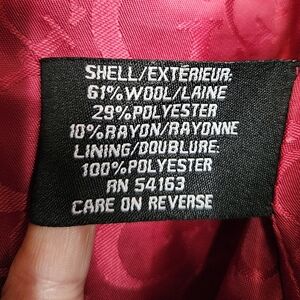 SHELL/EXTÉRIEUR:
61% WOOL/LAINE
29% POLYESTER
10% RAYON/RAYONNE
LINING/DOUBLURE:
100% POLYESTER
RN 54163
CARE ON REVERSE